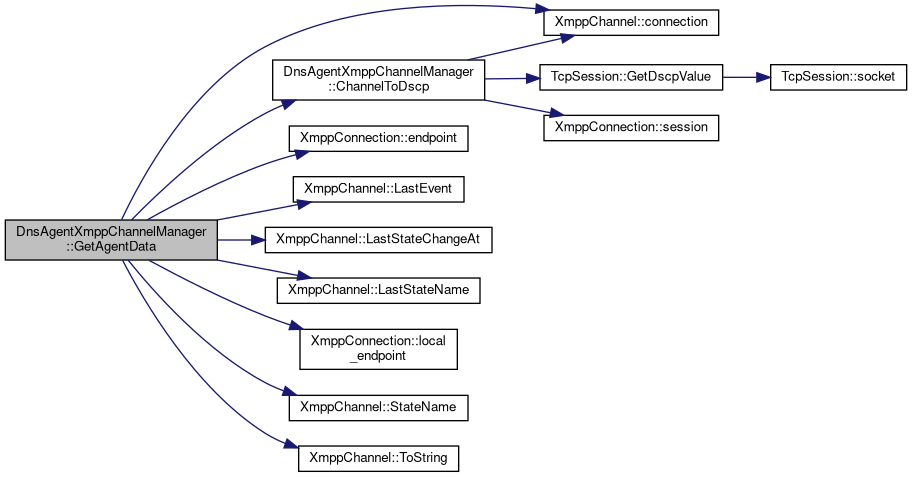 XmppChannel::connection
DnsAgentXmppChannelManager
::ChannelToDscp
TcpSession::GetDscpValue
TcpSession::socket
XmppConnection::session
XmppConnection::endpoint
XmppChannel::LastEvent
DnsAgentXmppChannelManager
::GetAgentData
XmppChannel::LastStateChangeAt
XmppChannel::LastStateName
XmppConnection::local
_endpoint
XmppChannel::StateName
XmppChannel::ToString